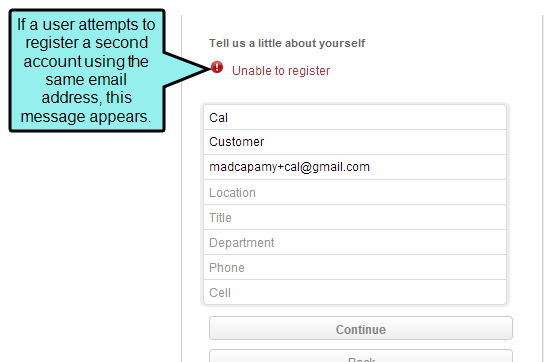 If a user attempts to
register a second
account using the
same email
address, this
message appears.
Tell us a little about yourself
Unable to register
Cal
Customer
madcapamy+cal@gmail.com
Location
Title
Department
Phone
Cell
Continue
Back